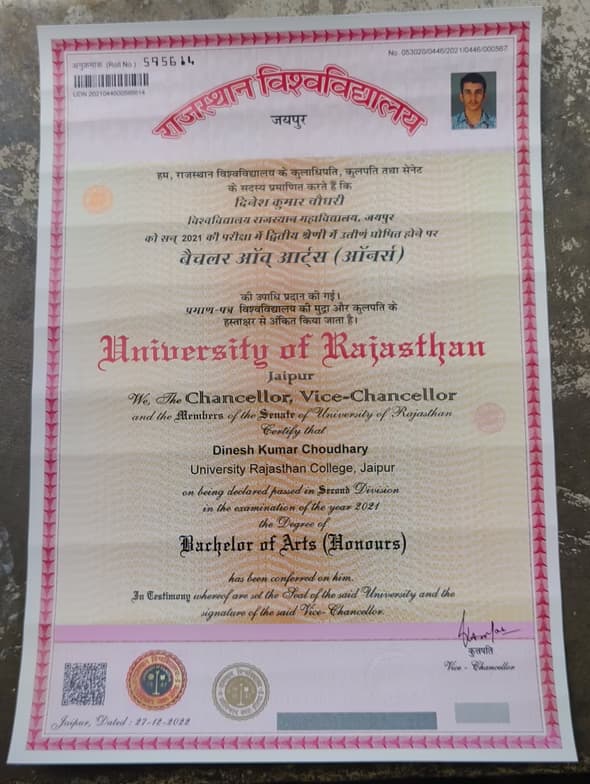 अनुक्रमांक (Roll No.) 595614
No. 053020/0446/2021/0446/000567
UDN 2021044600595614
राजस्थान विश्वविद्यालय
जयपुर
हम, राजस्थान विश्वविद्यालय के कुलाधिपति, कुलपति तथा सेनेट
के सदस्य प्रमाणित करते हैं कि
दिनेश कुमार चौधरी
विश्वविद्यालय राजस्थान महाविद्यालय, जयपुर
को सन् 2021 की परीक्षा में द्वितीय श्रेणी में उत्तीर्ण घोषित होने पर
बैचलर ऑव् आर्ट्स (ऑनर्स)
की उपाधि प्रदान की गई।
प्रमाण-पत्र विश्वविद्यालय की मुद्रा और कुलपति के
हस्ताक्षर से अंकित किया जाता है।
University of Rajasthan
Jaipur
We, The Chancellor, Vice-Chancellor
and the Members of the Senate of University of Rajasthan
Certify that
Dinesh Kumar Choudhary
University Rajasthan College, Jaipur
on being declared passed in Second Division
in the examination of the year 2021
the Degree of
Bachelor of Arts (Honours)
has been conferred on him.
In Testimony whereof are set the Seal of the said University and the
signature of the said Vice-Chancellor.
कुलपति
Vice - Chancellor
Jaipur, Dated : 27-12-2022